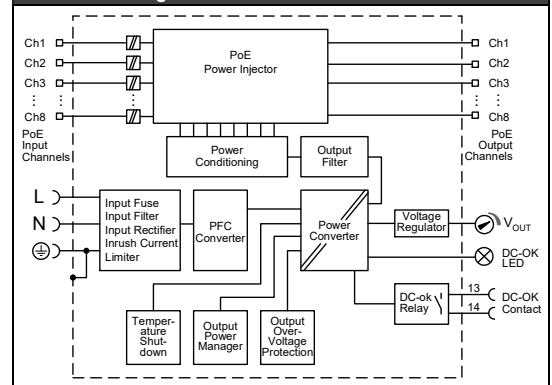 Ch1
Ch2
Ch3
Ch8
PoE
Input
Channels
PoE
Power Injector
Ch1
Ch2
Ch3
Ch8
PoE
Output
Channels
Power
Conditioning
Output
Filter
L
N
Input Fuse
Input Filter
Input Rectifier
Inrush Current
Limiter
PFC
Converter
Power
Converter
Voltage
Regulator
VOUT
DC-OK
LED
DC-ok
Relay
13
14
DC-OK
Contact
Temper-
ature
Shut-
down
Output
Power
Manager
Output
Over-
Voltage
Protection